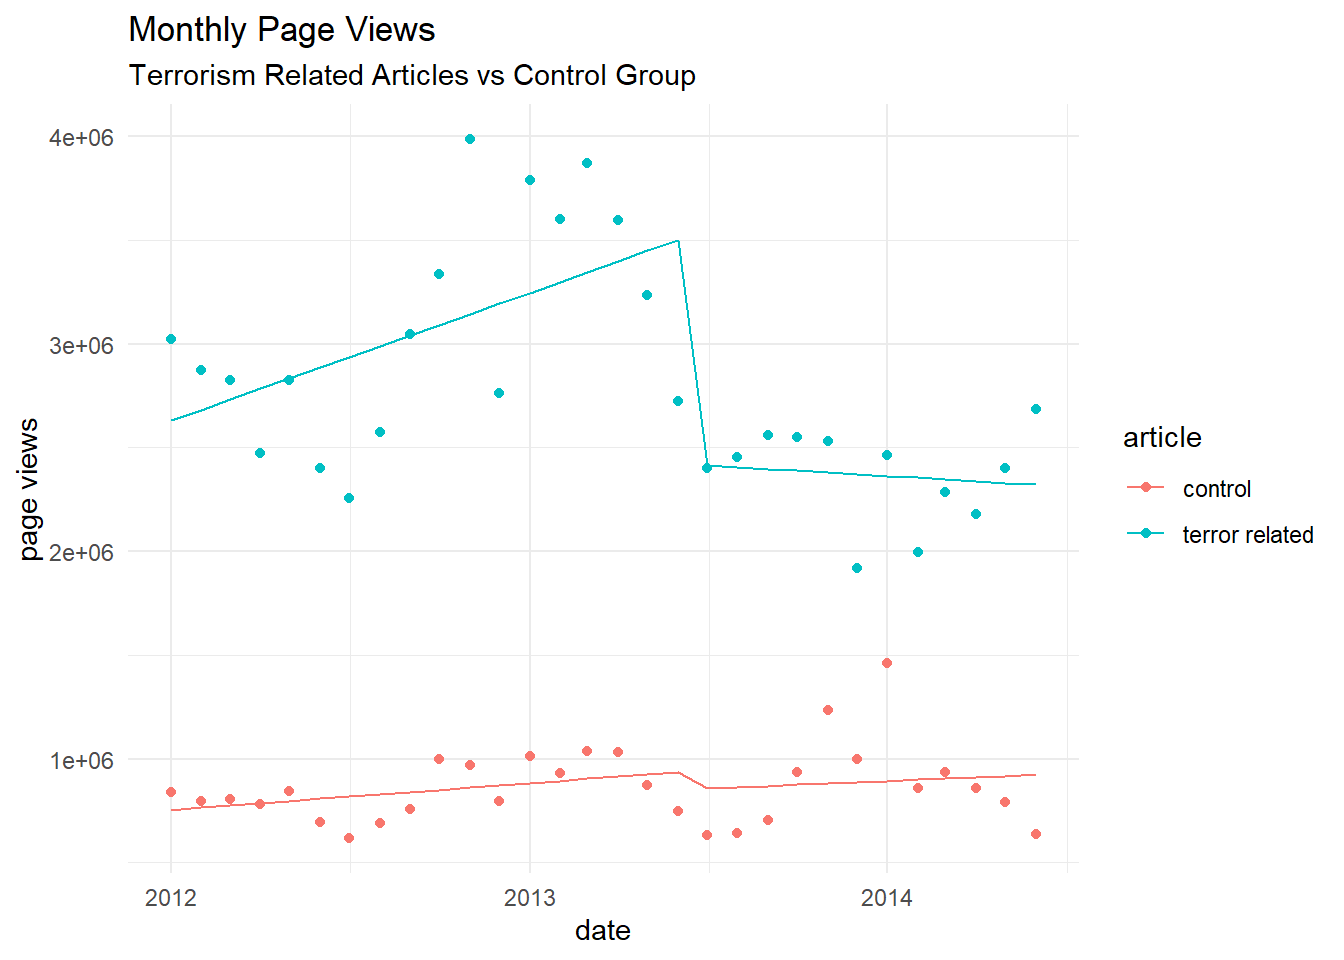 Monthly Page Views
Terrorism Related Articles vs Control Group
4e+06
3e+06
2e+06
1e+06
page views
2012
2013
2014
date
article
control
terror related